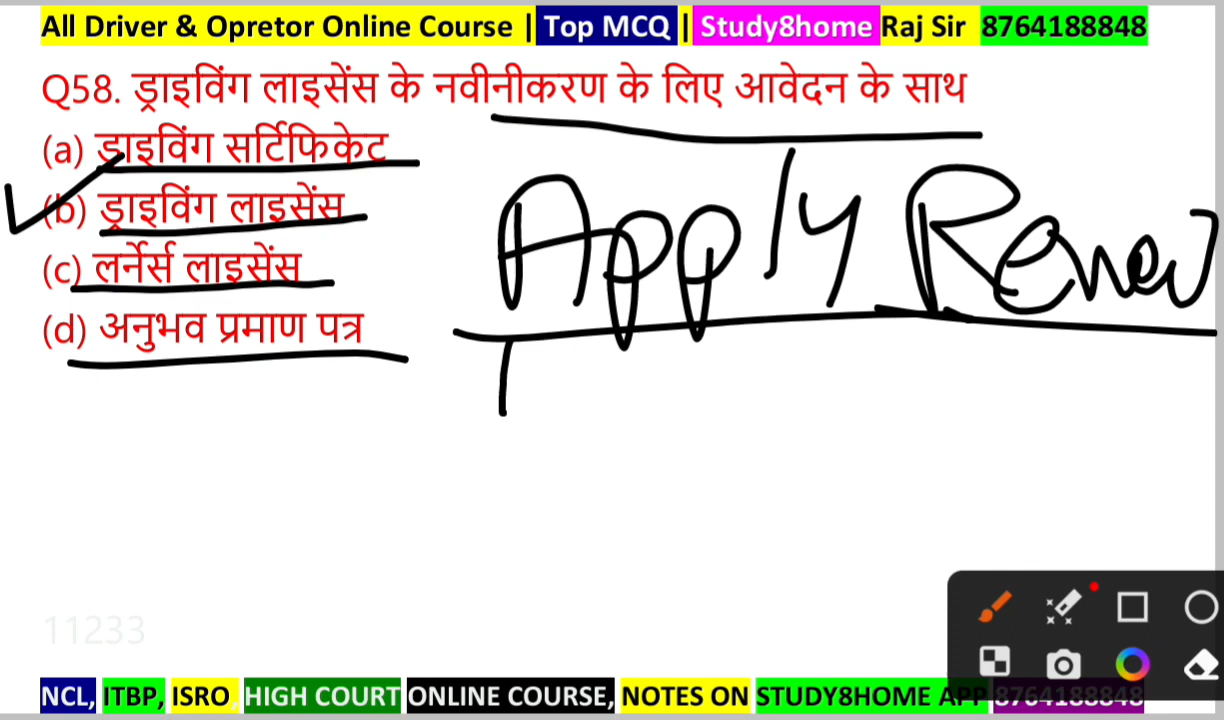 All Driver & Opretor Online Course | Top MCQ | Study8home Raj Sir 8764188848
Q58. ड्राइविंग लाइसेंस के नवीनीकरण के लिए आवेदन के साथ
(a) ड्राइविंग सर्टिफिकेट
(b) ड्राइविंग लाइसेंस
(c) लर्नेर्स लाइसेंस
(d) अनुभव प्रमाण पत्र
Apply Renew
11233
NCL, ITBP, ISRO, HIGH COURT ONLINE COURSE, NOTES ON STUDY8HOME APP 8764188848